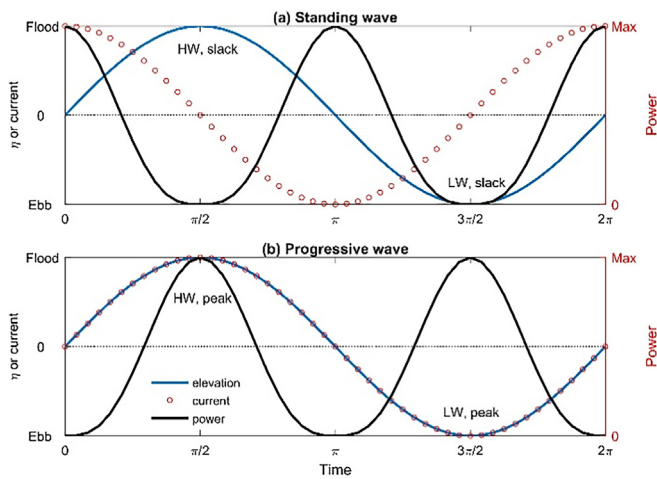 (a) Standing wave
Flood
0
Ebb
η or current
HW, slack
LW, slack
Max
0
Power
0
π/2
π
3π/2
2π
(b) Progressive wave
Flood
0
Ebb
η or current
HW, peak
LW, peak
elevation
current
power
Max
0
Power
0
π/2
π
3π/2
2π
Time